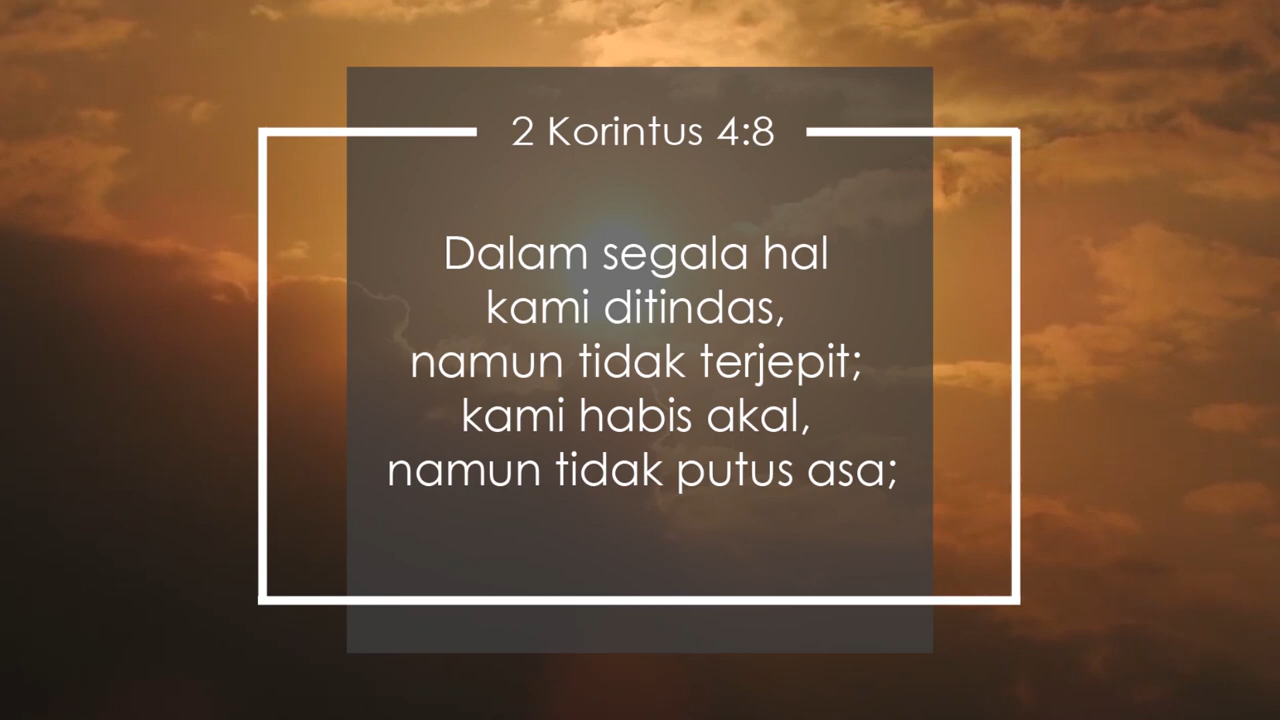 2 Korintus 4:8
Dalam segala hal
kami ditindas,
namun tidak terjepit;
kami habis akal,
namun tidak putus asa;